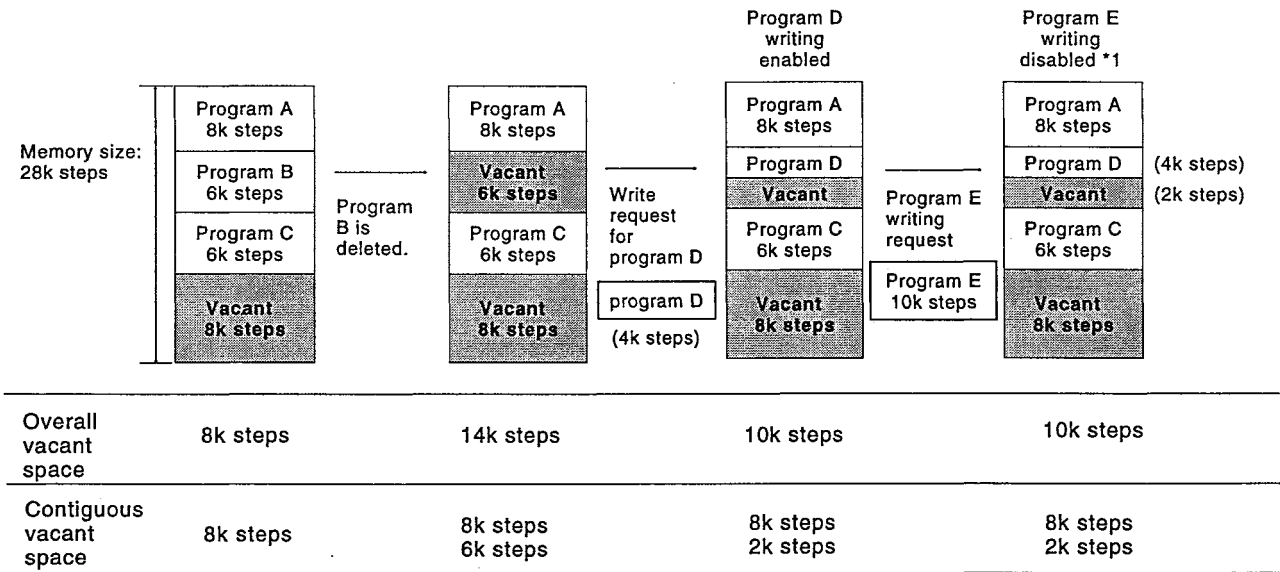 Program D
writing
enabled
Program E
writing
disabled *1
Memory size:
28k steps
Program A
8k steps
Program B
6k steps
Program C
6k steps
Vacant
8k steps
Program
B is
deleted.
Program A
8k steps
Vacant
6k steps
Program C
6k steps
Vacant
8k steps
Write
request
for
program D
program D
(4k steps)
Program A
8k steps
Program D
Vacant
Program C
6k steps
Vacant
8k steps
Program E
writing
request
Program E
10k steps
Program A
8k steps
Program D
(4k steps)
Vacant
(2k steps)
Program C
6k steps
Vacant
8k steps
Overall
vacant
space
8k steps
14k steps
10k steps
10k steps
Contiguous
vacant
space
8k steps
8k steps
6k steps
8k steps
2k steps
8k steps
2k steps